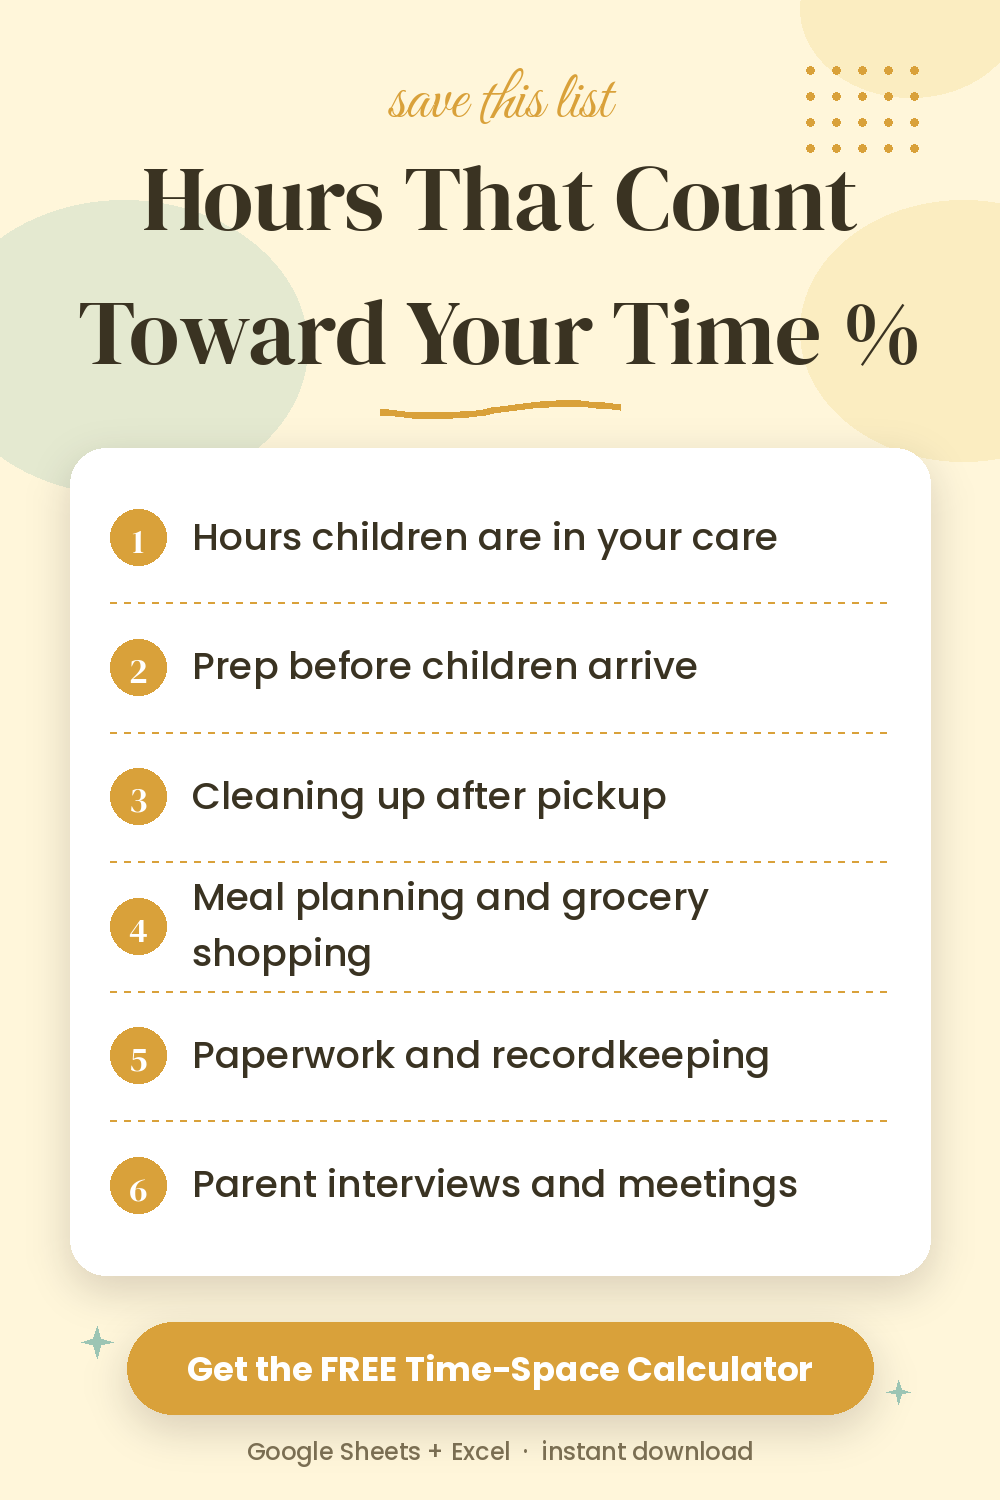 save this list
Hours That Count
Toward Your Time %
1 Hours children are in your care
2 Prep before children arrive
3 Cleaning up after pickup
4 Meal planning and grocery
shopping
5 Paperwork and recordkeeping
6 Parent interviews and meetings
Get the FREE Time-Space Calculator
Google Sheets + Excel · instant download